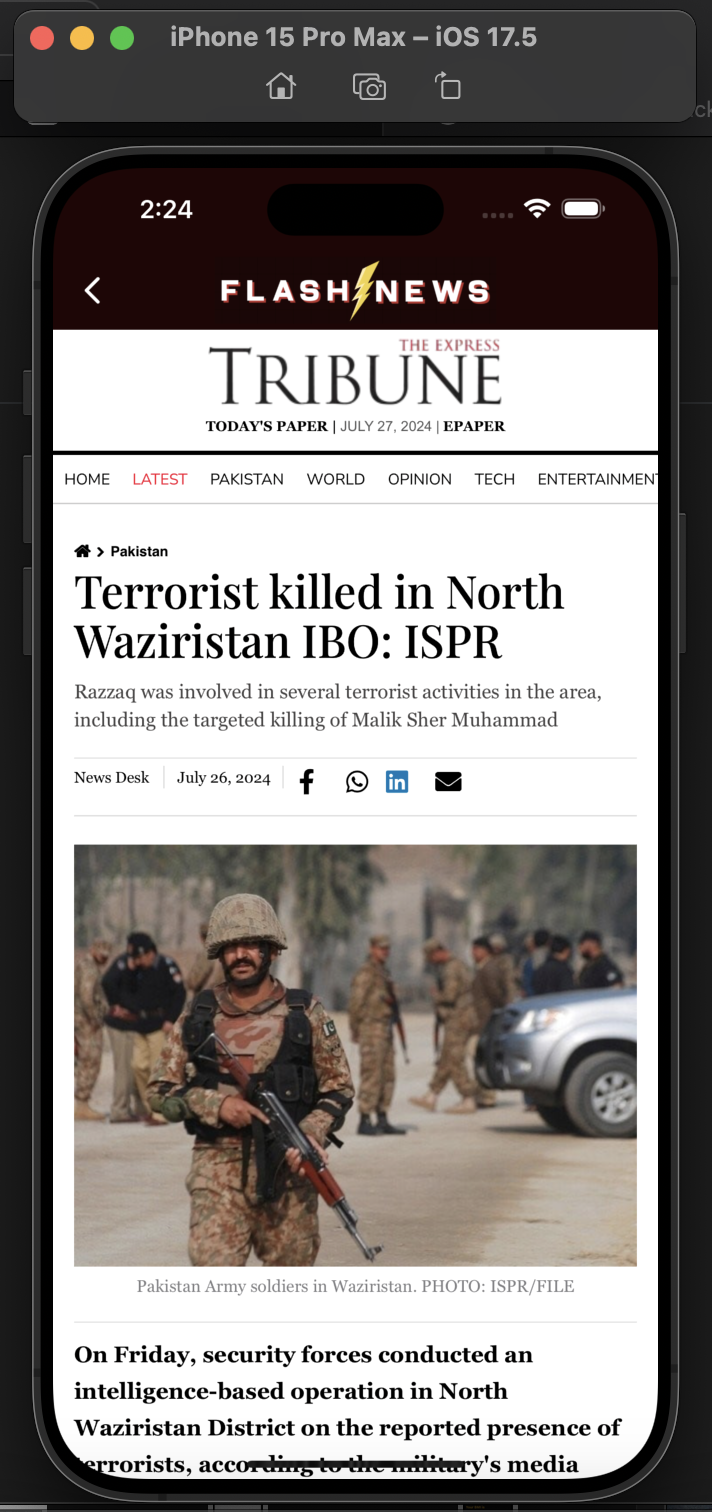 iPhone 15 Pro Max – iOS 17.5
2:24
FLASH NEWS
THE EXPRESS
TRIBUNE
TODAY'S PAPER | JULY 27, 2024 | EPAPER
HOME LATEST PAKISTAN WORLD OPINION TECH ENTERTAINMENT
Pakistan
Terrorist killed in North
Waziristan IBO: ISPR
Razzaq was involved in several terrorist activities in the area,
including the targeted killing of Malik Sher Muhammad
News Desk July 26, 2024
Pakistan Army soldiers in Waziristan. PHOTO: ISPR/FILE
On Friday, security forces conducted an
intelligence-based operation in North
Waziristan District on the reported presence of
terrorists, according to the military's media